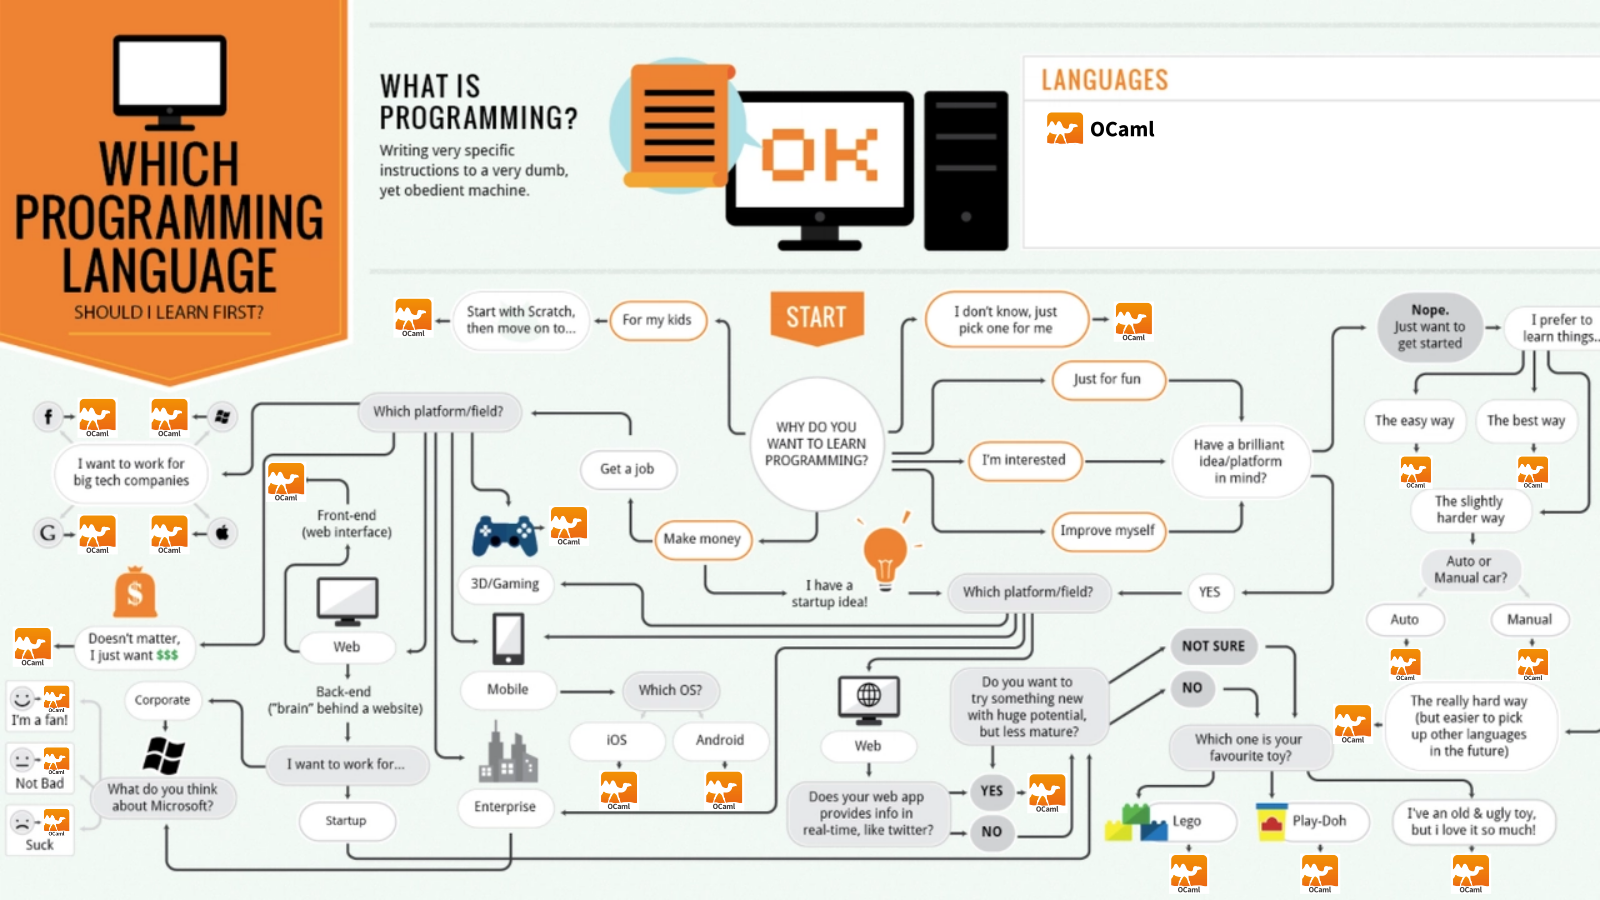 WHICH
PROGRAMMING
LANGUAGE
SHOULD I LEARN FIRST?
WHAT IS
PROGRAMMING?
Writing very specific
instructions to a very dumb,
yet obedient machine.
OK
LANGUAGES
OCaml
START
WHY DO YOU
WANT TO LEARN
PROGRAMMING?
For my kids
Start with Scratch,
then move on to...
OCaml
I don't know, just
pick one for me
OCaml
Just for fun
I'm interested
Improve myself
Have a brilliant
idea/platform
in mind?
Nope.
Just want to
get started
I prefer to
learn things..
The easy way
OCaml
The best way
OCaml
The slightly
harder way
Auto or
Manual car?
Auto
OCaml
Manual
OCaml
The really hard way
(but easier to pick
up other languages
in the future)
OCaml
YES
Which platform/field?
Make money
Get a job
I have a
startup idea!
Which platform/field?
f
OCaml
OCaml
I want to work for
big tech companies
G
OCaml
OCaml
$
Doesn't matter,
I just want $$$
OCaml
OCaml
Front-end
(web interface)
Web
Back-end
("brain" behind a website)
I want to work for...
Corporate
Startup
What do you think
about Microsoft?
OCaml
I'm a fan!
OCaml
Not Bad
OCaml
Suck
OCaml
3D/Gaming
Mobile
Which OS?
iOS
OCaml
Android
OCaml
Enterprise
Web
Does your web app
provides info in
real-time, like twitter?
YES
OCaml
NO
Do you want to
try something new
with huge potential,
but less mature?
NOT SURE
NO
Which one is your
favourite toy?
Lego
OCaml
Play-Doh
OCaml
I've an old & ugly toy,
but i love it so much!
OCaml